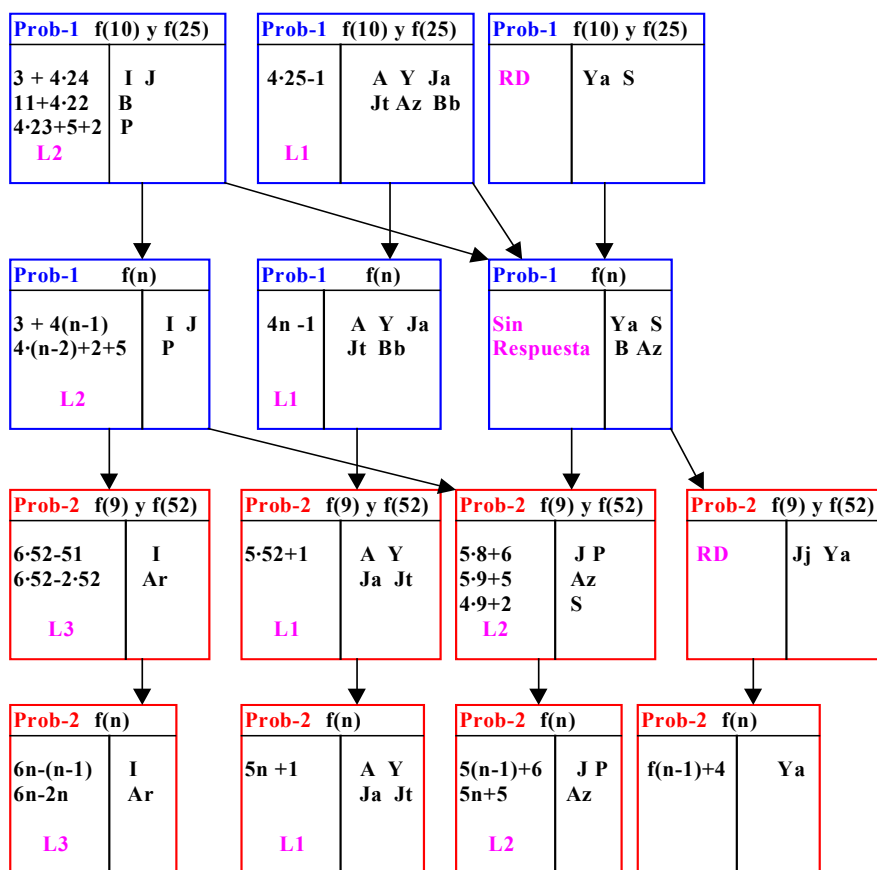 Prob-1 f(10) y f(25)
3 + 4·24 I J
11+4·22 B
4·23+5+2 P
L2
Prob-1 f(10) y f(25)
4·25-1 A Y Ja
Jt Az Bb
L1
Prob-1 f(10) y f(25)
RD Ya S
Prob-1 f(n)
3 + 4(n-1) I J
4·(n-2)+2+5 P
L2
Prob-1 f(n)
4n -1 A Y Ja
Jt Bb
L1
Prob-1 f(n)
Sin Ya S
Respuesta B Az
Prob-2 f(9) y f(52)
6·52-51 I
6·52-2·52 Ar
L3
Prob-2 f(9) y f(52)
5·52+1 A Y
Ja Jt
L1
Prob-2 f(9) y f(52)
5·8+6 J P
5·9+5 Az
4·9+2 S
L2
Prob-2 f(9) y f(52)
RD Jj Ya
Prob-2 f(n)
6n-(n-1) I
6n-2n Ar
L3
Prob-2 f(n)
5n +1 A Y
Ja Jt
L1
Prob-2 f(n)
5(n-1)+6 J P
5n+5 Az
L2
Prob-2 f(n)
f(n-1)+4 Ya